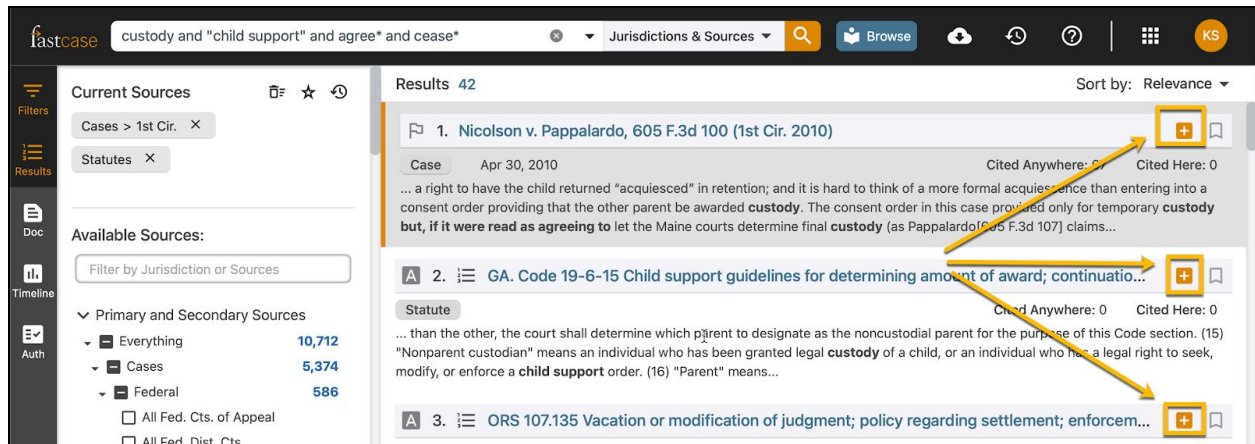 fastcase
custody and "child support" and agree* and cease*
Jurisdictions & Sources
Browse
KS
Filters
Results
Doc
Timeline
Auth
Current Sources
Cases > 1st Cir. ×
Statutes ×
Available Sources:
Filter by Jurisdiction or Sources
Primary and Secondary Sources
Everything 10,712
Cases 5,374
Federal 586
All Fed. Cts. of Appeal
All Fed. Dist. Cts.
Results 42
Sort by: Relevance
1. Nicolson v. Pappalardo, 605 F.3d 100 (1st Cir. 2010)
Case Apr 30, 2010 Cited Anywhere: Cited Here: 0
... a right to have the child returned “acquiesced” in retention; and it is hard to think of a more formal acquiescence than entering into a
consent order providing that the other parent be awarded custody. The consent order in this case provided only for temporary custody
but, if it were read as agreeing to let the Maine courts determine final custody (as Pappalardo[605 F.3d 107] claims...
A 2. GA. Code 19-6-15 Child support guidelines for determining amount of award; continuatio...
Statute Cited Anywhere: 0 Cited Here: 0
... than the other, the court shall determine which parent to designate as the noncustodial parent for the purpose of this Code section. (15)
"Nonparent custodian" means an individual who has been granted legal custody of a child, or an individual who has a legal right to seek,
modify, or enforce a child support order. (16) "Parent" means...
A 3. ORS 107.135 Vacation or modification of judgment; policy regarding settlement; enforcem...